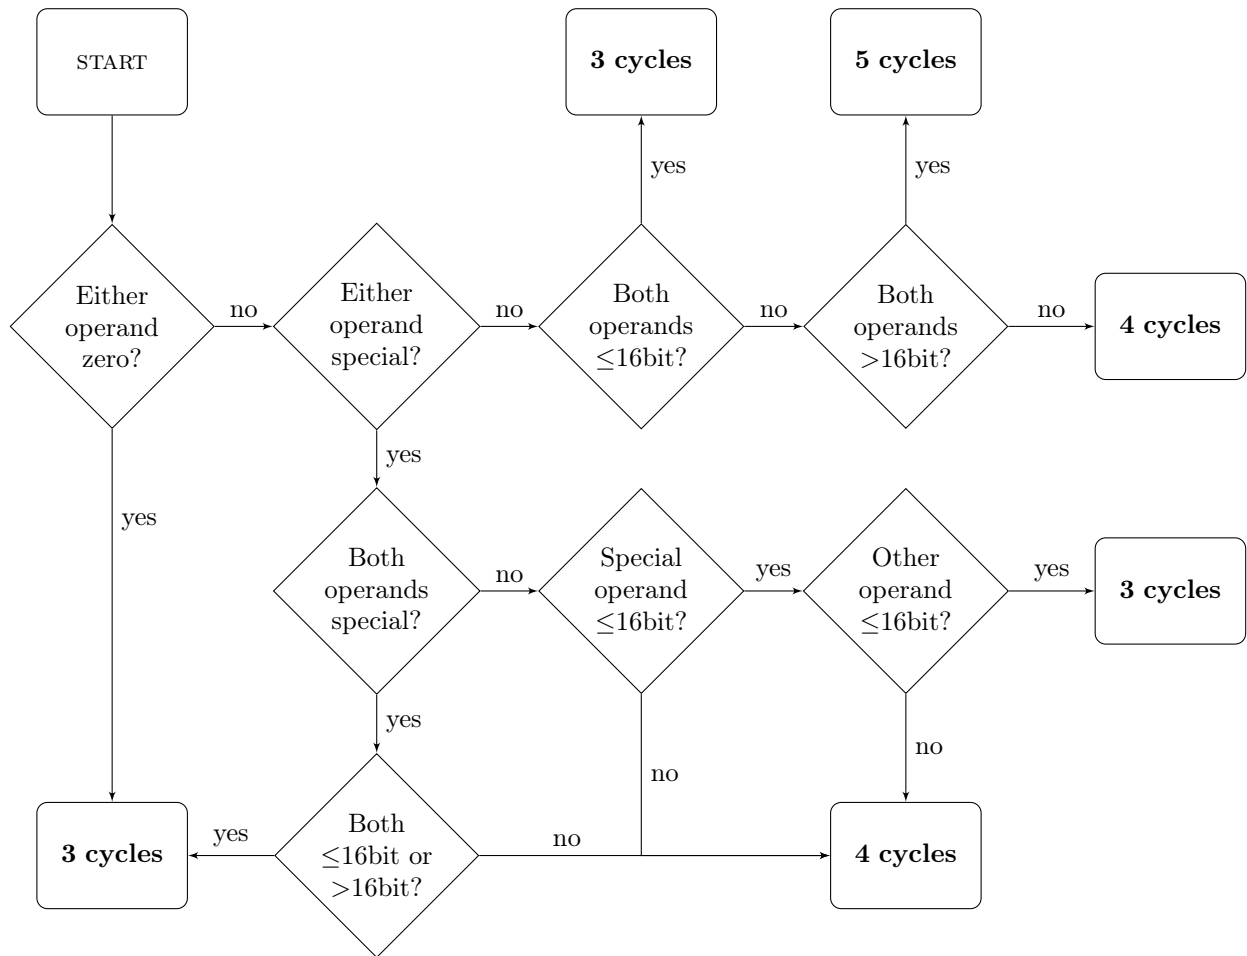 START
3 cycles
5 cycles
yes
yes
Either
operand
zero?
no
Either
operand
special?
no
Both
operands
≤16bit?
no
Both
operands
>16bit?
no
4 cycles
yes
yes
Both
operands
special?
no
Special
operand
≤16bit?
yes
Other
operand
≤16bit?
yes
3 cycles
yes
no
no
3 cycles
yes
Both
≤16bit or
>16bit?
no
4 cycles